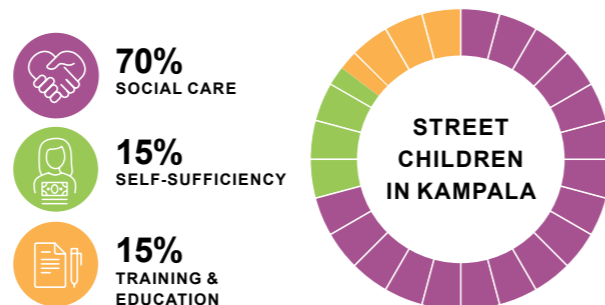 70%
SOCIAL CARE
15%
SELF-SUFFICIENCY
15%
TRAINING &
EDUCATION
STREET
CHILDREN
IN KAMPALA